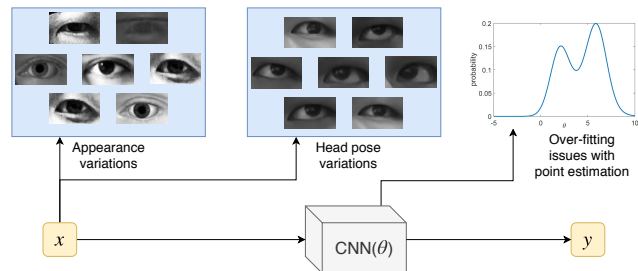 Appearance
variations
Head pose
variations
0.2
0.15
0.1
0.05
0
probability
-5
0
5
10
θ
Over-fitting
issues with
point estimation
x
CNN(θ)
y